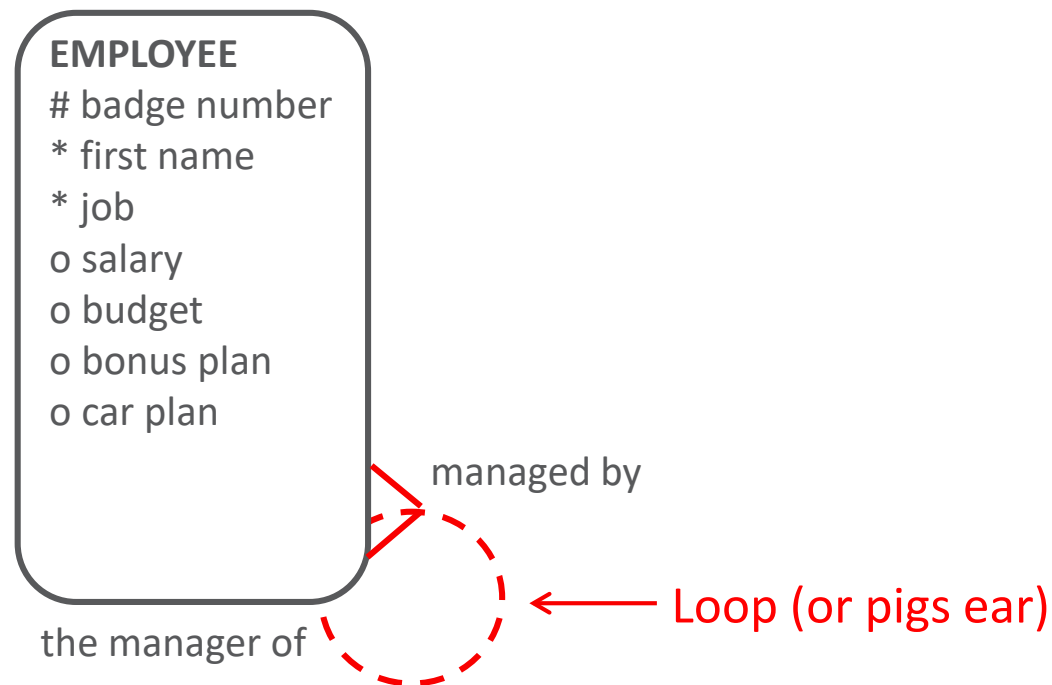 EMPLOYEE
# badge number
* first name
* job
o salary
o budget
o bonus plan
o car plan
managed by
Loop (or pigs ear)
the manager of